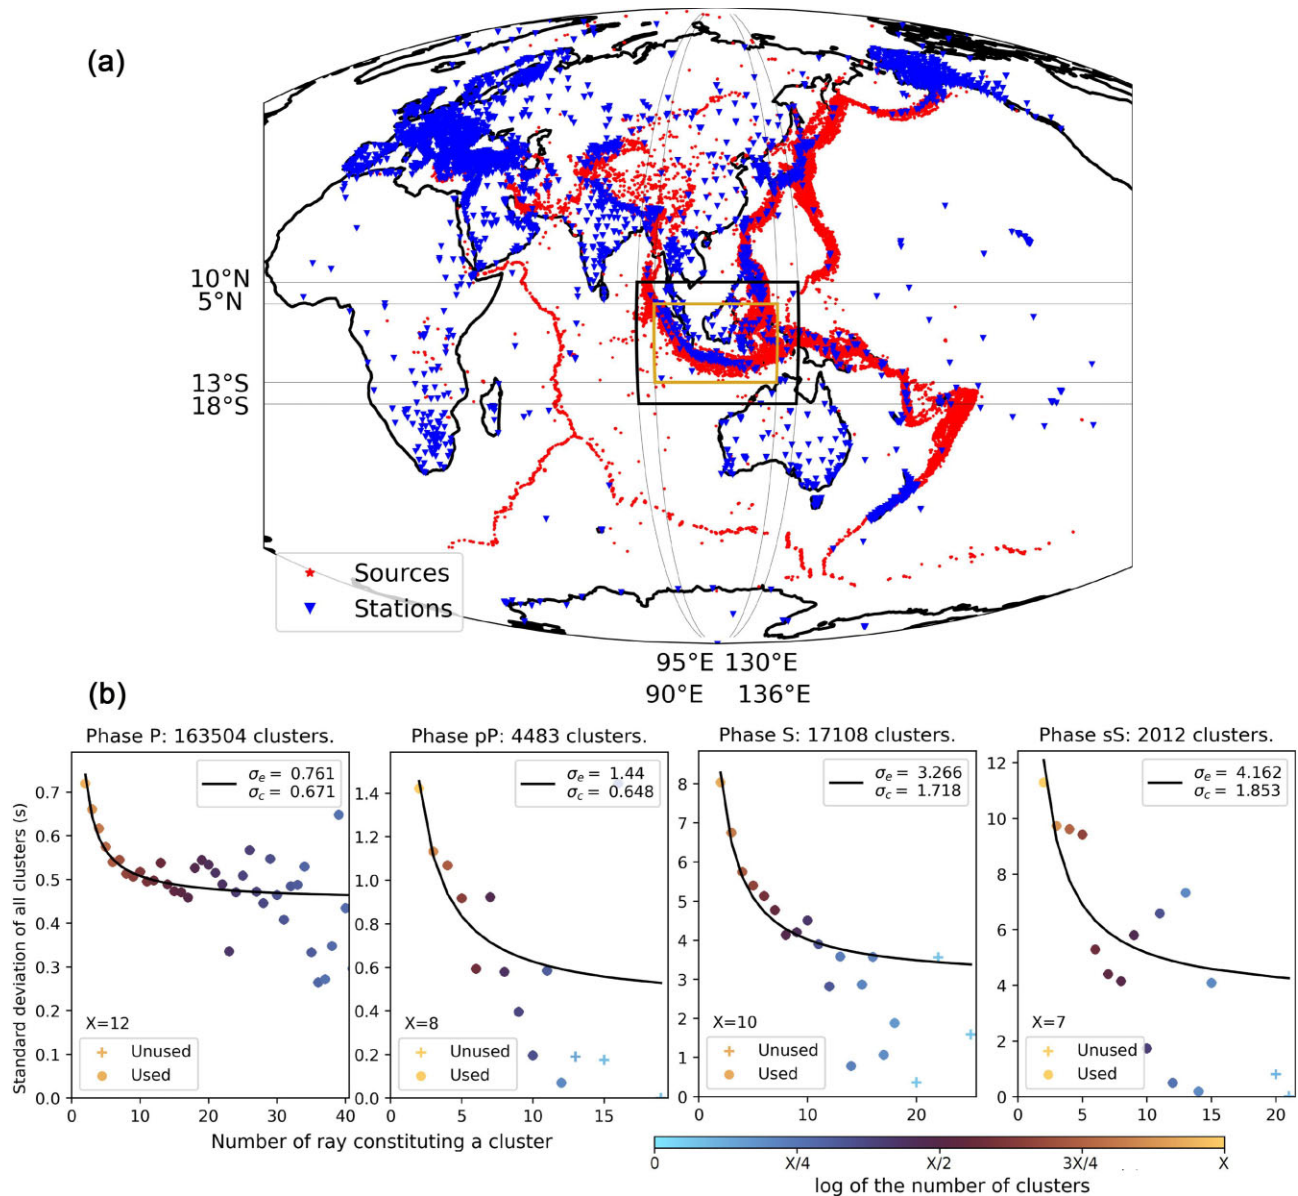 (a)
10°N
5°N
13°S
18°S
Sources
Stations
95°E 130°E
90°E 136°E
(b)
Phase P: 163504 clusters.
Phase pP: 4483 clusters.
Phase S: 17108 clusters.
Phase sS: 2012 clusters.
Standard deviation of all clusters (s)
0.7
0.6
0.5
0.4
0.3
0.2
0.1
0.0
σe = 0.761
σc = 0.671
X=12
Unused
Used
0 10 20 30 40
1.4
1.2
1.0
0.8
0.6
0.4
0.2
0.0
σe = 1.44
σc = 0.648
X=8
Unused
Used
0 5 10 15
8
7
6
5
4
3
2
1
0
σe = 3.266
σc = 1.718
X=10
Unused
Used
0 10 20
12
10
8
6
4
2
0
σe = 4.162
σc = 1.853
X=7
Unused
Used
0 5 10 15 20
Number of ray constituting a cluster
0 X/4 X/2 3X/4 X
log of the number of clusters